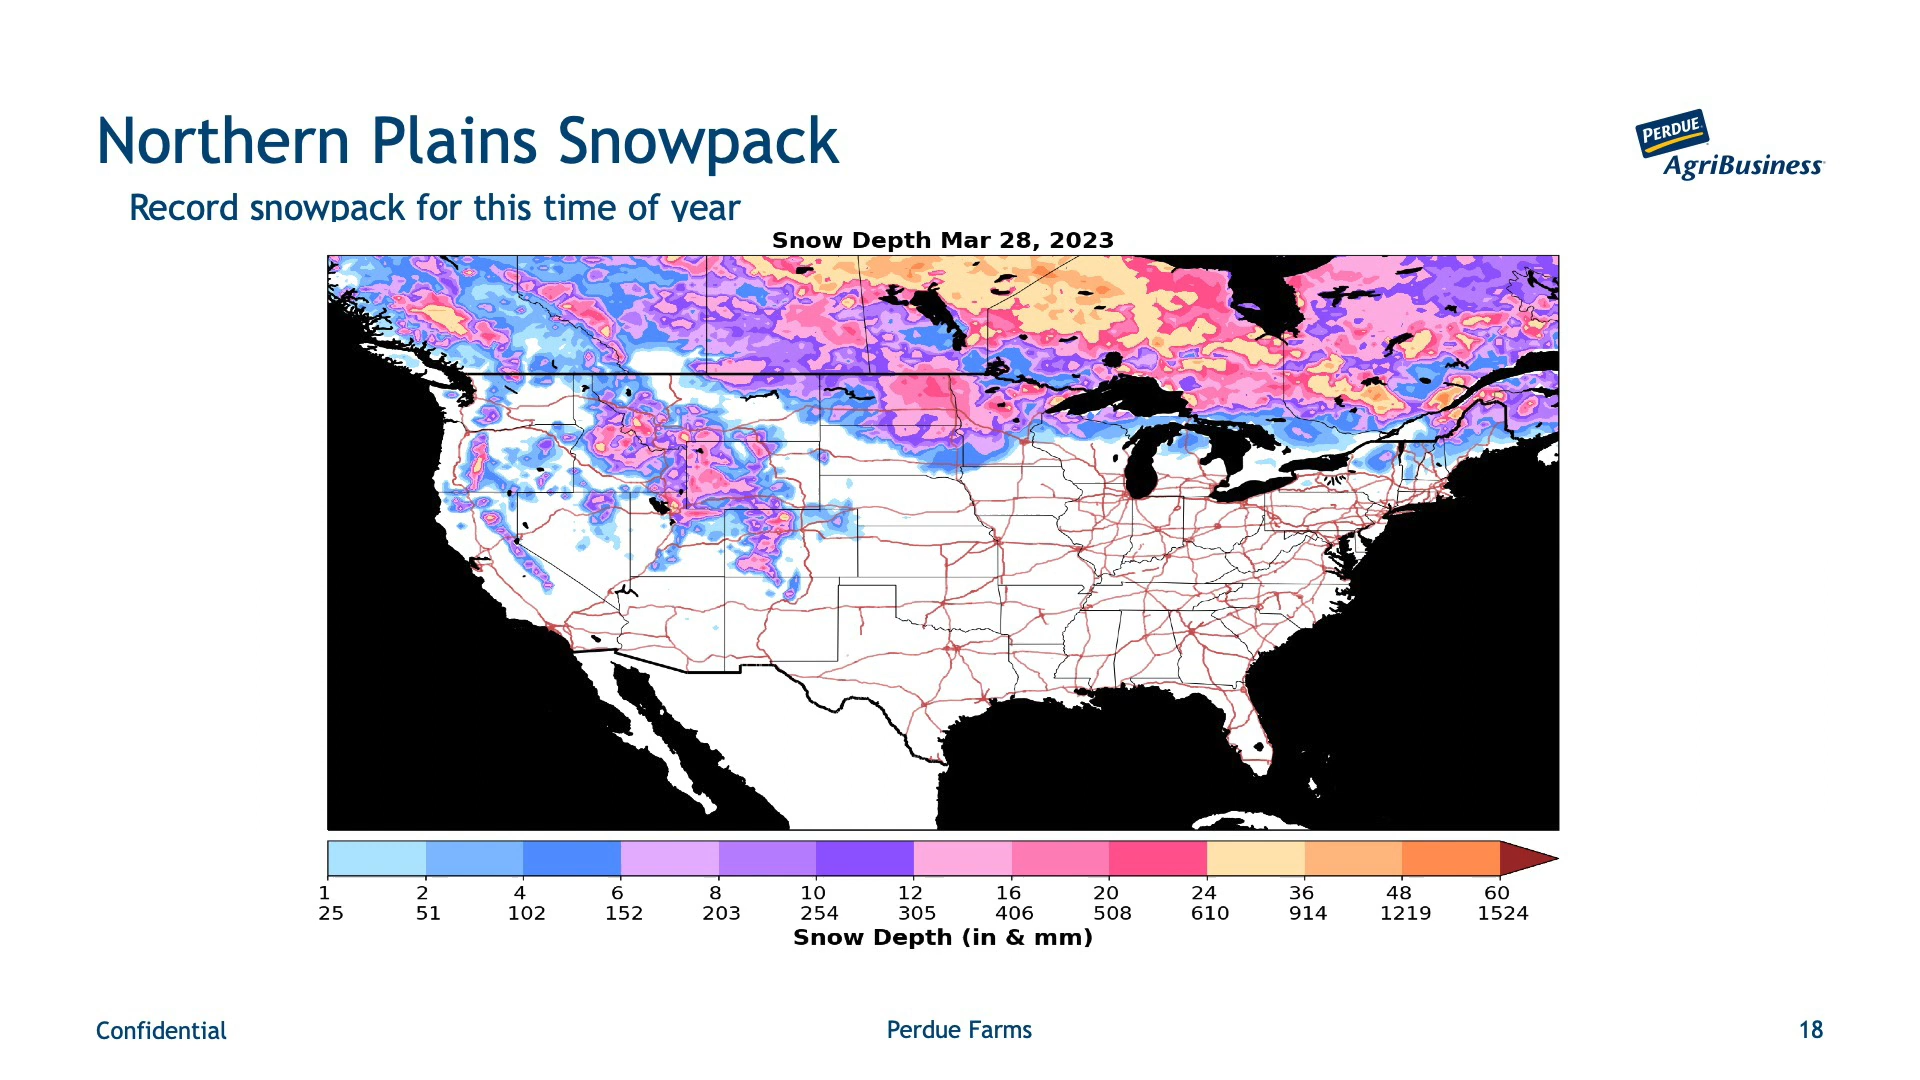 Northern Plains Snowpack
PERDUE
AgriBusiness
Record snowpack for this time of year
Snow Depth Mar 28, 2023
1 2 4 6 8 10 12 16 20 24 36 48 60
25 51 102 152 203 254 305 406 508 610 914 1219 1524
Snow Depth (in & mm)
Confidential
Perdue Farms
18